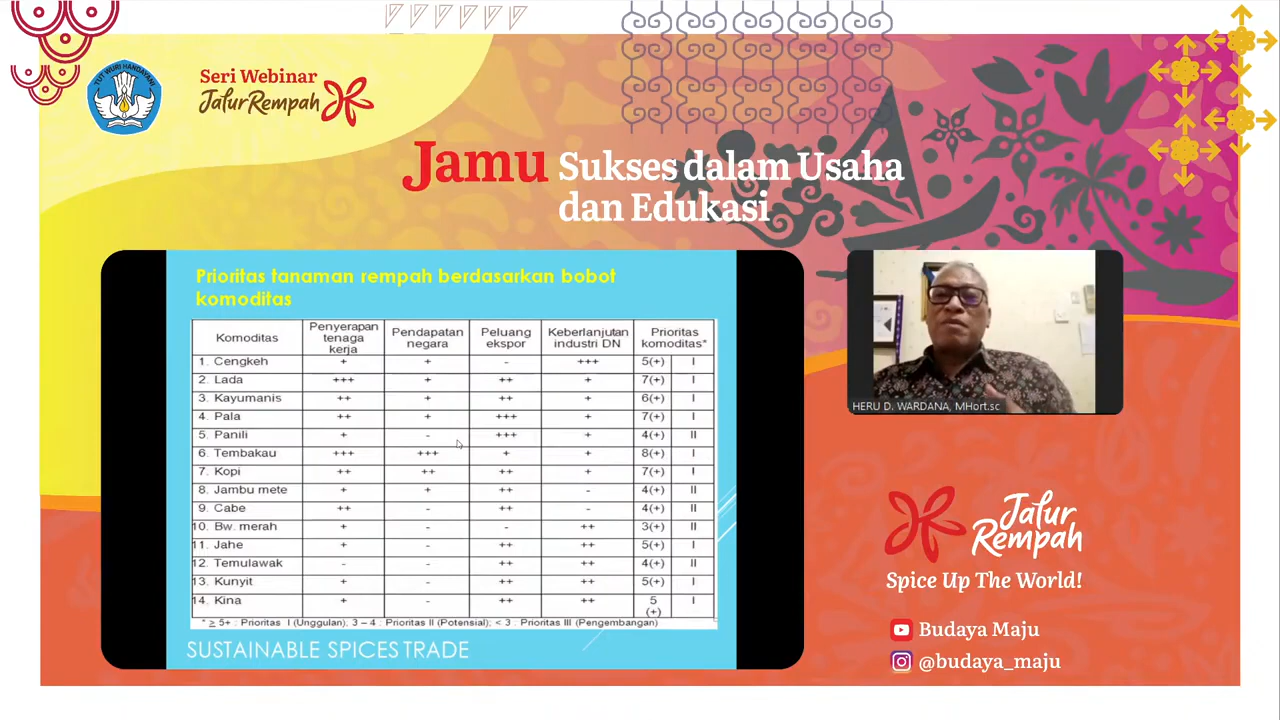 TUT WURI HANDAYANI
Seri Webinar
Jalur Rempah
Jamu Sukses dalam Usaha
dan Edukasi
Prioritas tanaman rempah berdasarkan bobot
komoditas
Komoditas | Penyerapan tenaga kerja | Pendapatan negara | Peluang ekspor | Keberlanjutan industri DN | Prioritas komoditas*
1. Cengkeh | + | + | - | +++ | 5(+) | I
2. Lada | +++ | + | ++ | + | 7(+) | I
3. Kayumanis | ++ | + | ++ | + | 6(+) | I
4. Pala | ++ | + | +++ | + | 7(+) | I
5. Panili | + | - | +++ | + | 4(+) | II
6. Tembakau | +++ | +++ | + | + | 8(+) | I
7. Kopi | ++ | ++ | ++ | + | 7(+) | I
8. Jambu mete | + | + | ++ | - | 4(+) | II
9. Cabe | ++ | - | ++ | - | 4(+) | II
10. Bw. merah | + | - | - | ++ | 3(+) | II
11. Jahe | + | - | ++ | ++ | 5(+) | I
12. Temulawak | - | - | ++ | ++ | 4(+) | II
13. Kunyit | + | - | ++ | ++ | 5(+) | I
14. Kina | + | - | ++ | ++ | 5 (+) | I
* ≥ 5+ : Prioritas I (Unggulan); 3 – 4 : Prioritas II (Potensial); < 3 : Prioritas III (Pengembangan)
SUSTAINABLE SPICES TRADE
HERU D. WARDANA, MHort.sc
Jalur
Rempah
Spice Up The World!
Budaya Maju
@budaya_maju